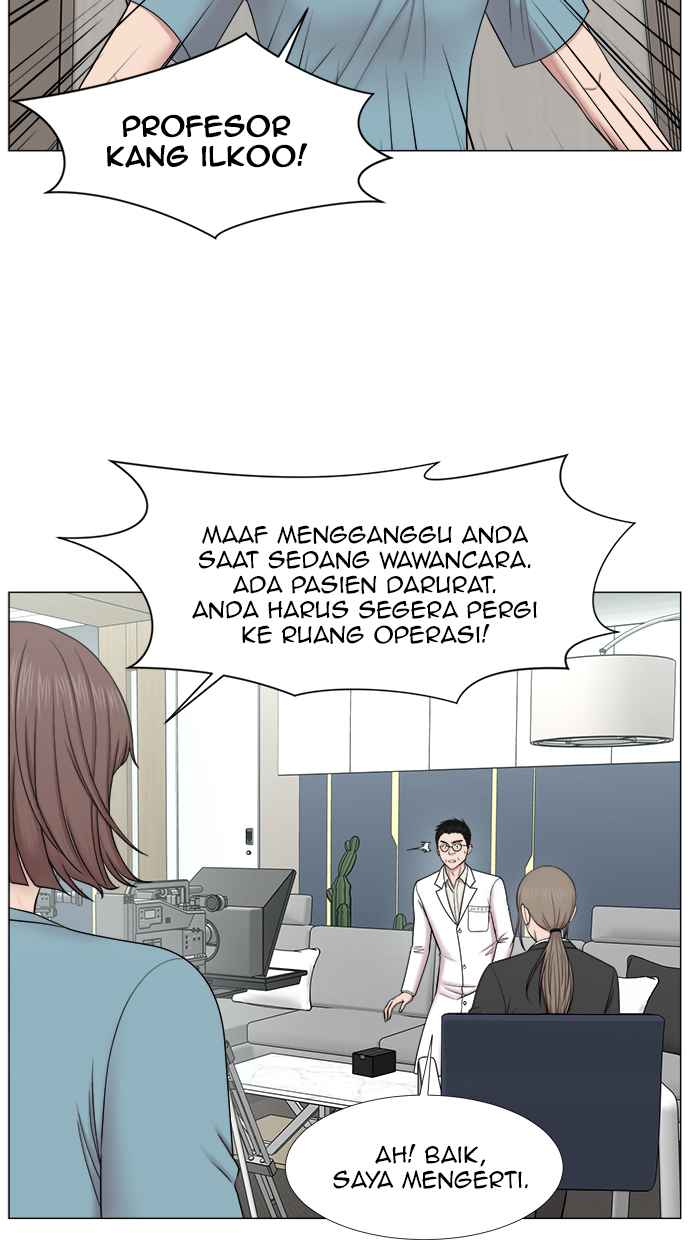 PROFESOR
KANG ILKOO!
MAAF MENGGANGGU ANDA
SAAT SEDANG WAWANCARA.
ADA PASIEN DARURAT.
ANDA HARUS SEGERA PERGI
KE RUANG OPERASI!
AH! BAIK,
SAYA MENGERTI.